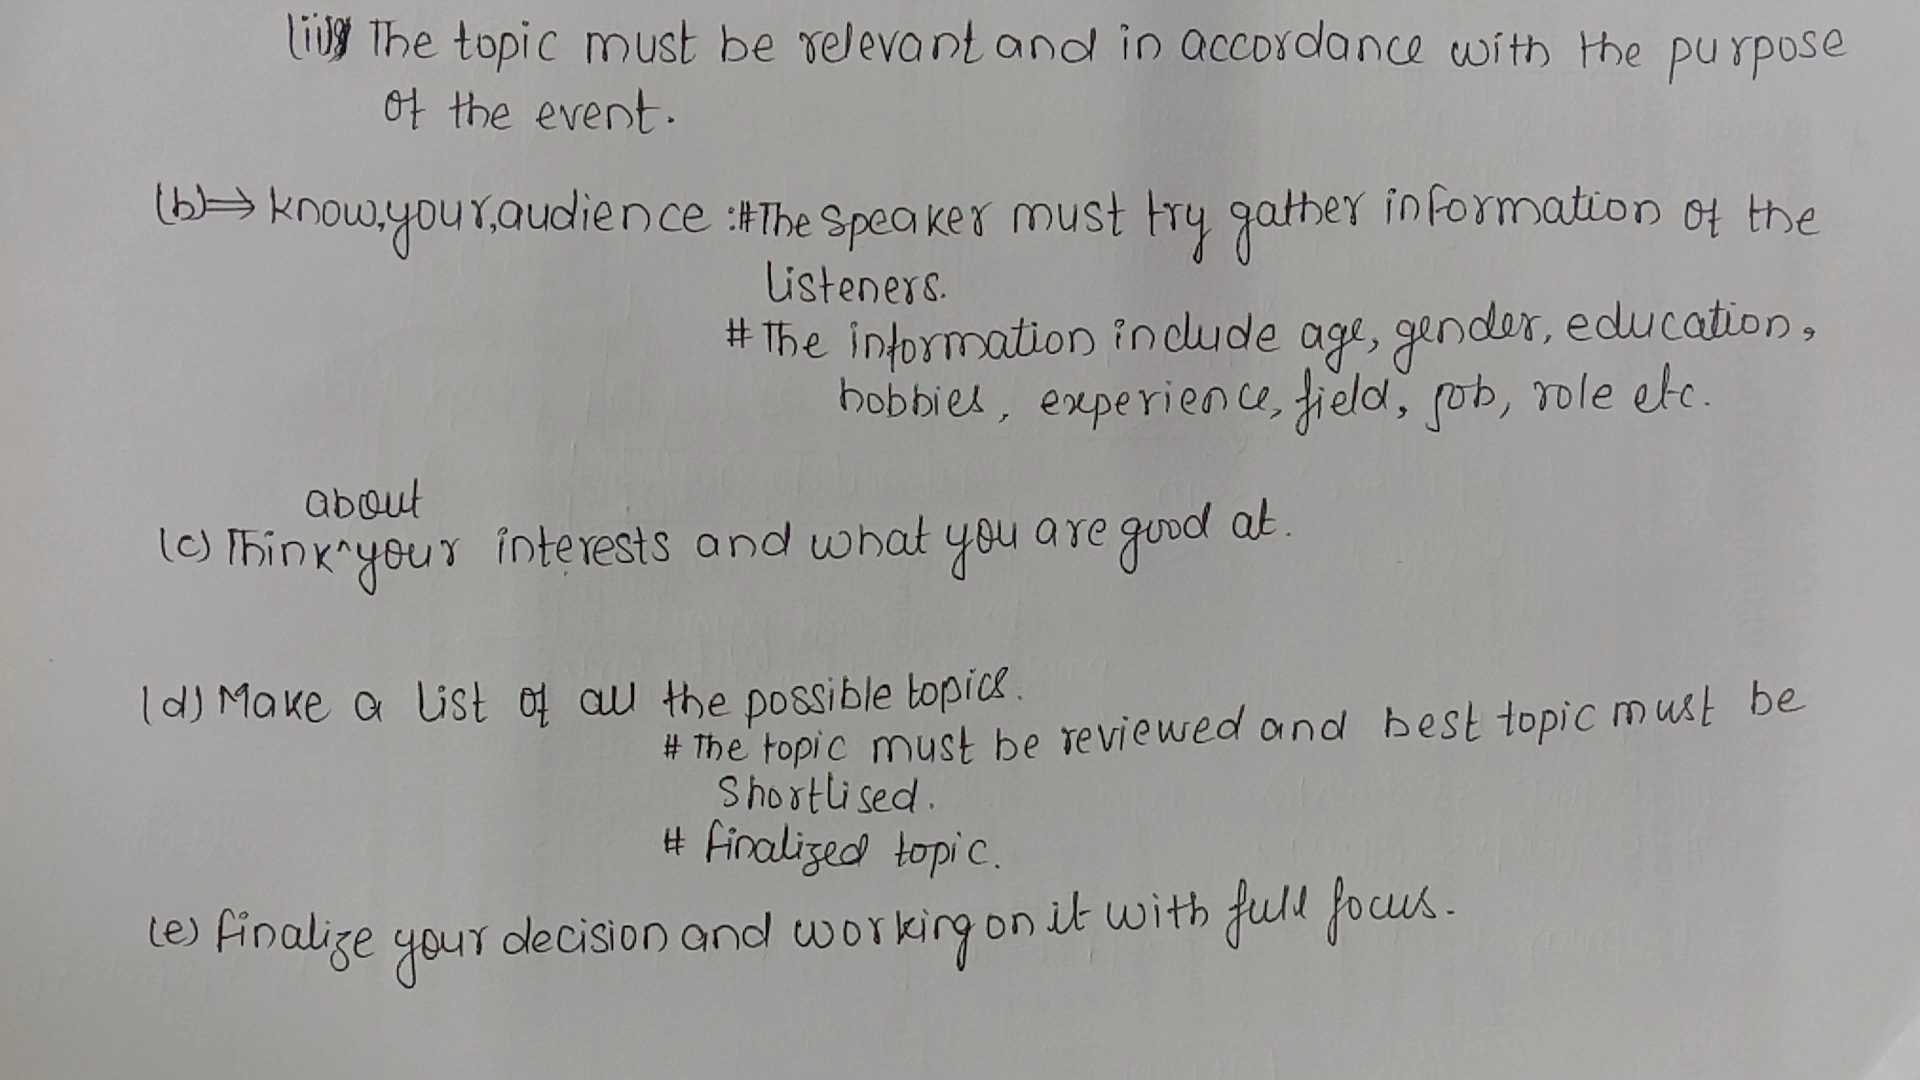 (iii) The topic must be relevant and in accordance with the purpose
of the event.
(b)⇒ know,your,audience :#The speaker must try gather information of the
listeners.
# The information include age, gender, education,
hobbies, experience, field, job, role etc.
about
(c) Think^your interests and what you are good at.
(d) Make a list of all the possible topics.
# The topic must be reviewed and best topic must be
Shortlised.
# finalized topic.
(e) finalize your decision and working on it with full focus.